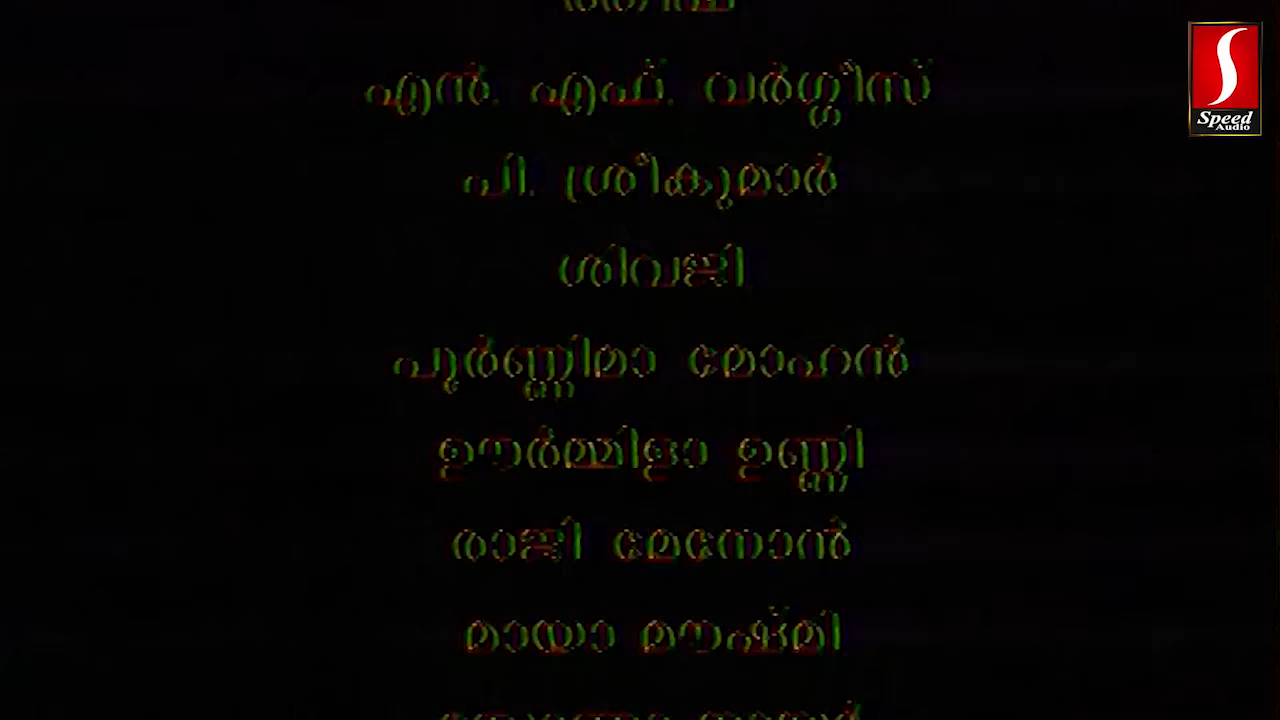 എൻ. എഫ്. വർഗ്ഗീസ്
പി. ശ്രീകുമാർ
ശിവജി
പൂർണ്ണിമാ മോഹൻ
ഊർമ്മിളാ ഉണ്ണി
രാജി മേനോൻ
മായാ മൗഷ്മി
Speed
Audio